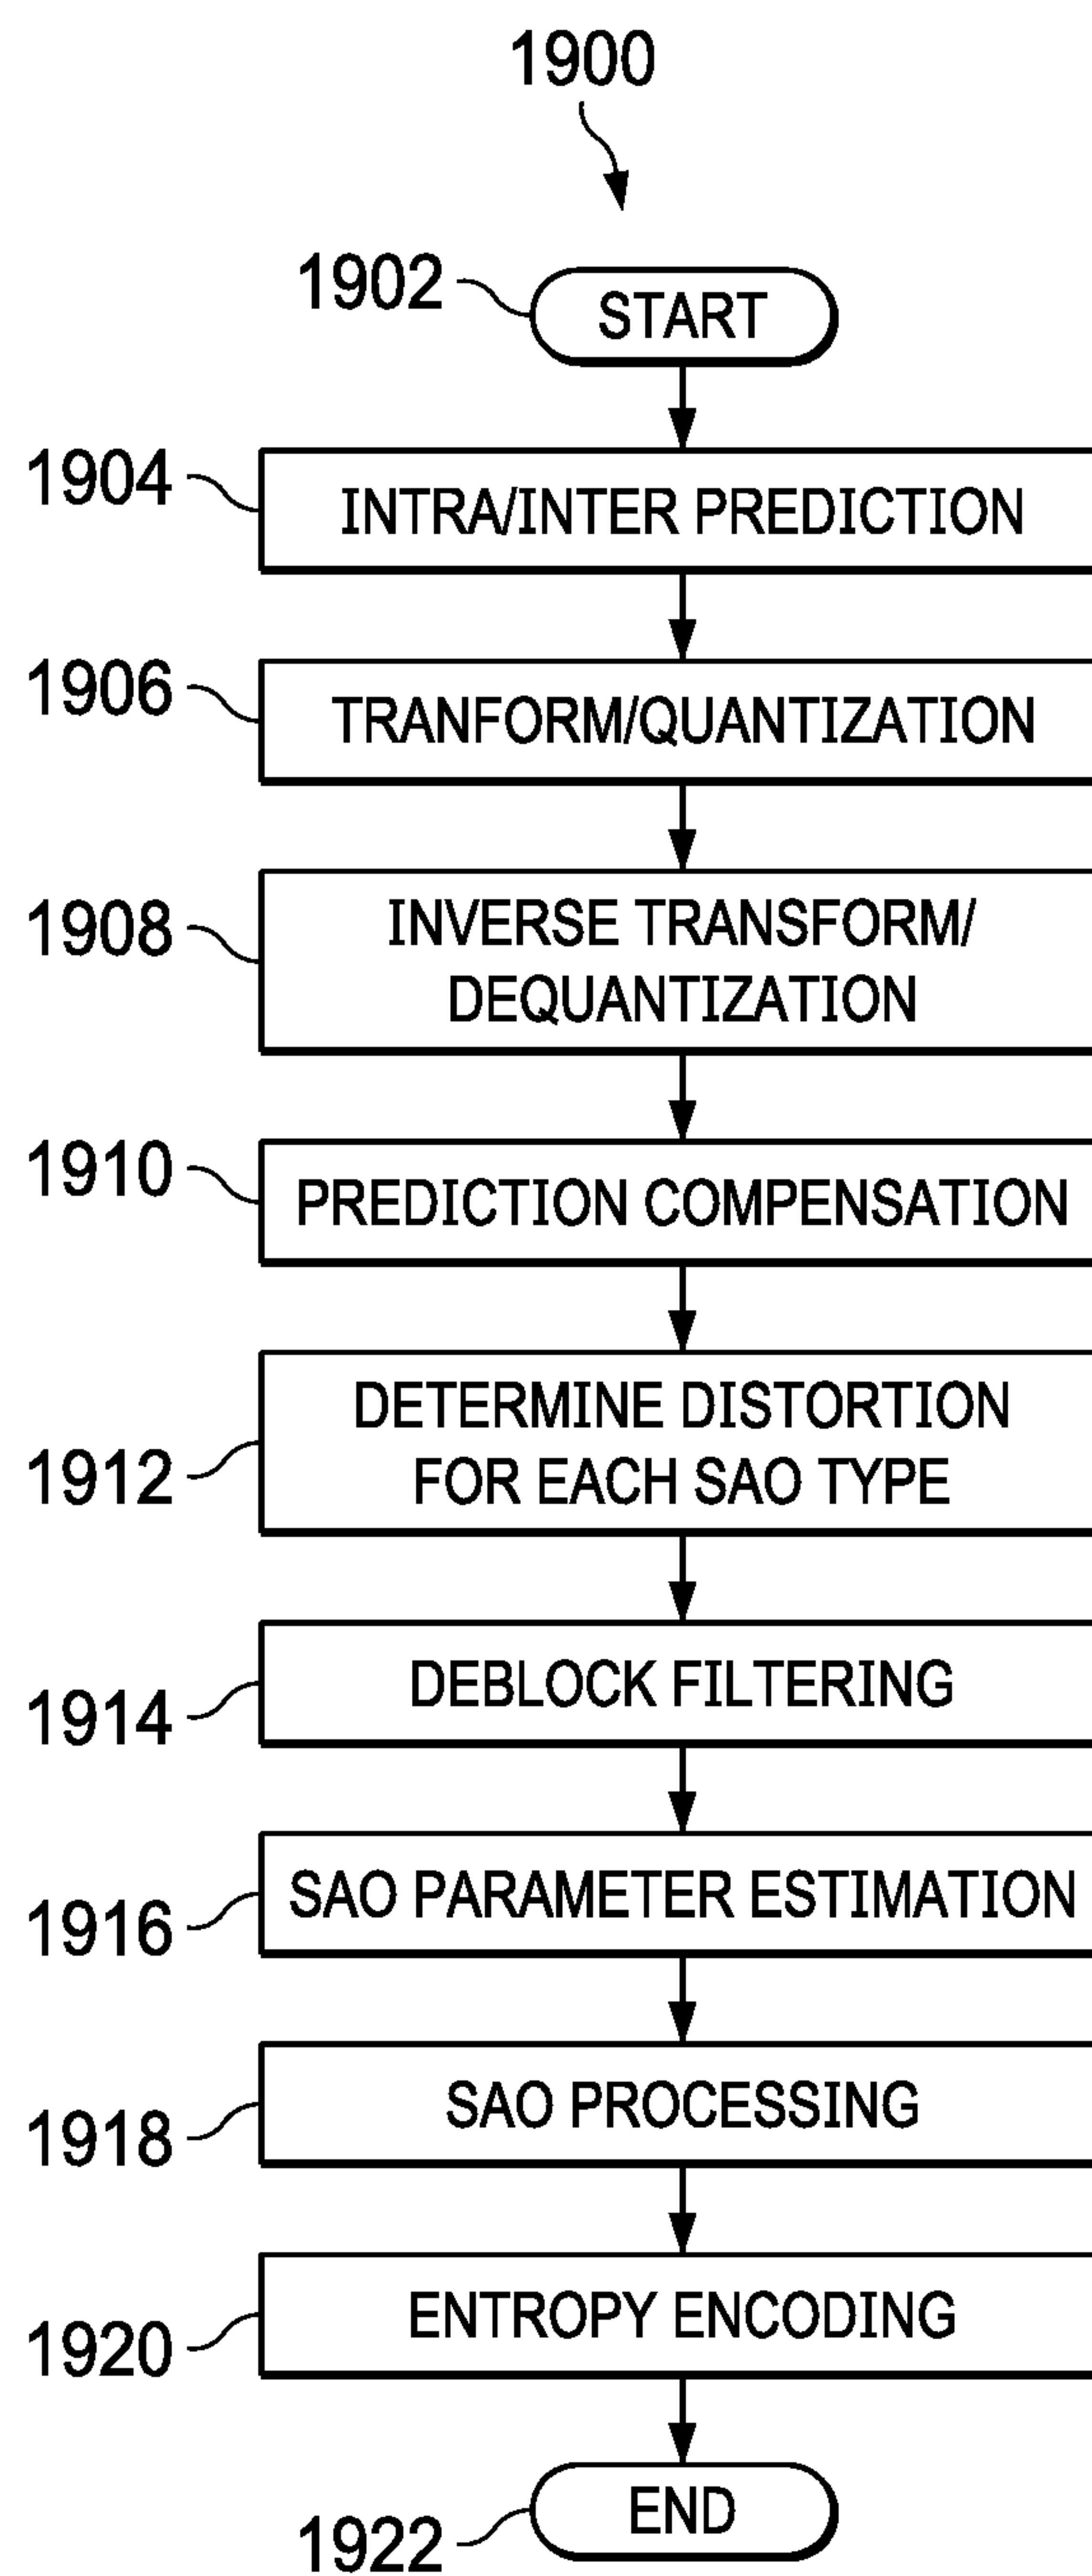 1900
1902
START
1904
INTRA/INTER PREDICTION
1906
TRANFORM/QUANTIZATION
1908
INVERSE TRANSFORM/
DEQUANTIZATION
1910
PREDICTION COMPENSATION
1912
DETERMINE DISTORTION
FOR EACH SAO TYPE
1914
DEBLOCK FILTERING
1916
SAO PARAMETER ESTIMATION
1918
SAO PROCESSING
1920
ENTROPY ENCODING
1922
END